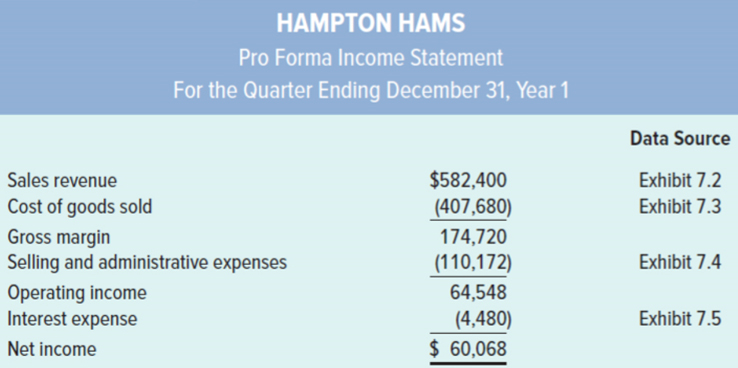 HAMPTON HAMS
Pro Forma Income Statement
For the Quarter Ending December 31, Year 1
Data Source
Sales revenue $582,400 Exhibit 7.2
Cost of goods sold (407,680) Exhibit 7.3
Gross margin 174,720
Selling and administrative expenses (110,172) Exhibit 7.4
Operating income 64,548
Interest expense (4,480) Exhibit 7.5
Net income $ 60,068